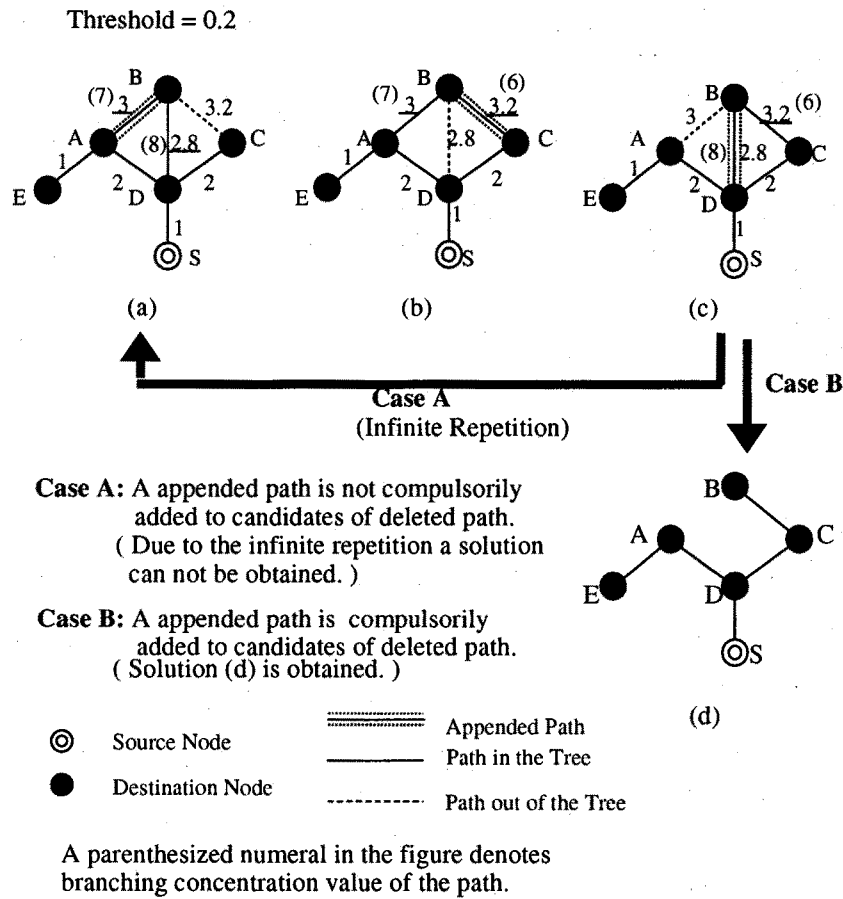 Threshold = 0.2
B
(7)
3
3.2
A
(8)
2.8
C
1
2
2
E
D
1
S
(a)
B
(6)
(7)
3
3.2
A
2.8
C
1
2
2
E
D
1
S
(b)
B
(6)
3
3.2
A
(8)
2.8
C
1
2
2
E
D
1
S
(c)
Case A
(Infinite Repetition)
Case B
Case A: A appended path is not compulsorily
added to candidates of deleted path.
( Due to the infinite repetition a solution
can not be obtained. )
Case B: A appended path is compulsorily
added to candidates of deleted path.
( Solution (d) is obtained. )
B
A
C
E
D
S
(d)
Source Node
Destination Node
Appended Path
Path in the Tree
Path out of the Tree
A parenthesized numeral in the figure denotes
branching concentration value of the path.